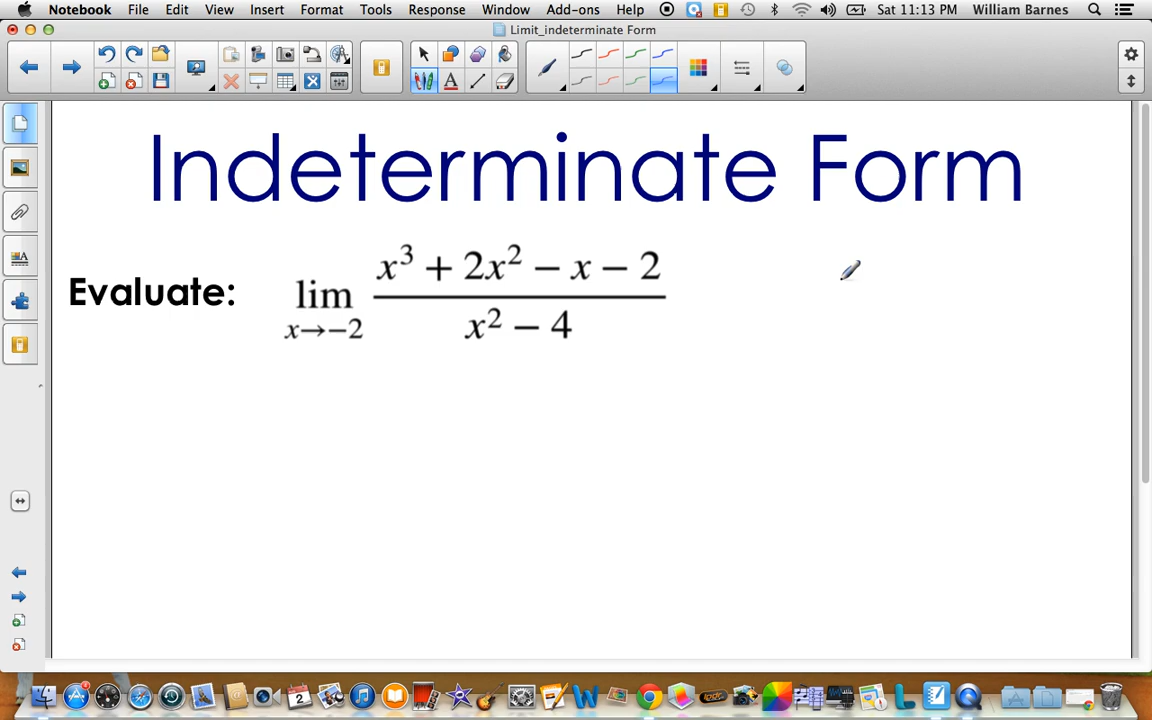 Notebook File Edit View Insert Format Tools Response Window Add-ons Help Sat 11:13 PM William Barnes
Limit_indeterminate Form
Indeterminate Form
Evaluate: lim x→−2 (x³ + 2x² − x − 2)/(x² − 4)